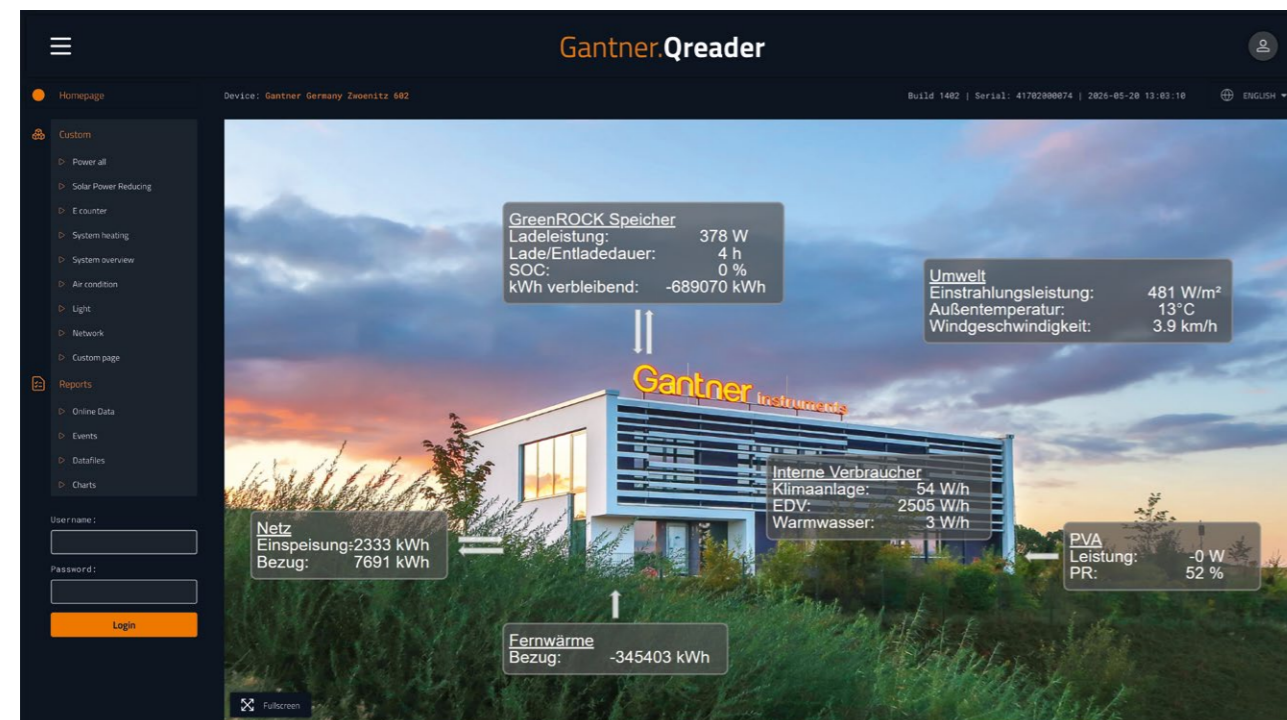 Gantner.Qreader
Homepage
Device: Gantner Germany Zwoenitz 602
Build 1402 | Serial: 41702000074 | 2026-05-20 13:03:10
ENGLISH
Custom
Power all
Solar Power Reducing
E counter
System heating
System overview
Air condition
Light
Network
Custom page
Reports
Online Data
Events
Datafiles
Charts
Username:
Password:
Login
GreenROCK Speicher
Ladeleistung: 378 W
Lade/Entladedauer: 4 h
SOC: 0 %
kWh verbleibend: -689070 kWh
Umwelt
Einstrahlungsleistung: 481 W/m²
Außentemperatur: 13°C
Windgeschwindigkeit: 3.9 km/h
Gantner instruments
Interne Verbraucher
Klimaanlage: 54 W/h
EDV: 2505 W/h
Warmwasser: 3 W/h
Netz
Einspeisung:-2333 kWh
Bezug: 7691 kWh
PVA
Leistung: -0 W
PR: 52 %
Fernwärme
Bezug: -345403 kWh
Fullscreen